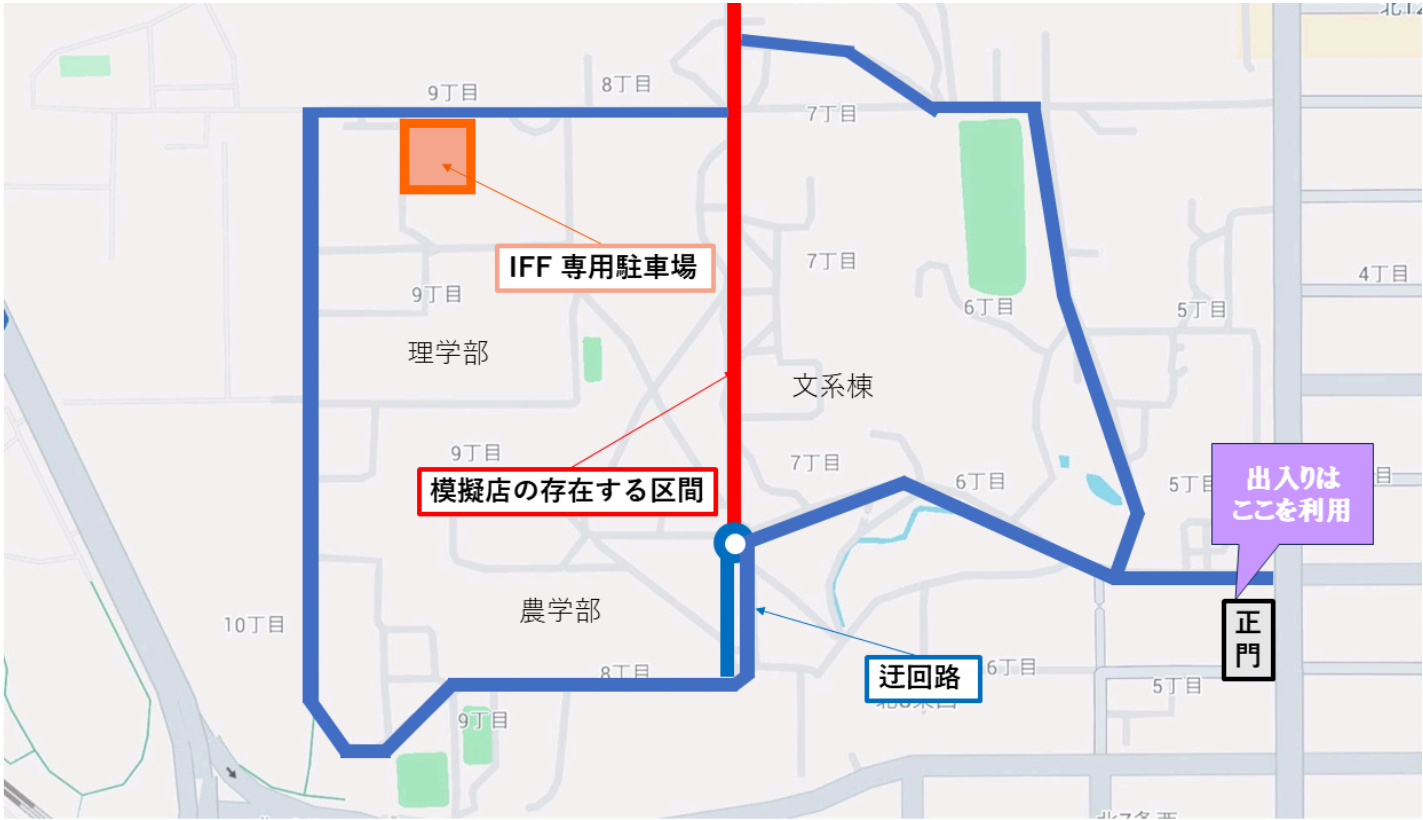 北12
9丁目
8丁目
7丁目
IFF 専用駐車場
7丁目
4丁目
9丁目
6丁目
5丁目
理学部
文系棟
9丁目
7丁目
模擬店の存在する区間
6丁目
5丁目
出入りは
ここを利用
目
農学部
10丁目
正
門
8丁目
迂回路
6丁目
5丁目
9丁目